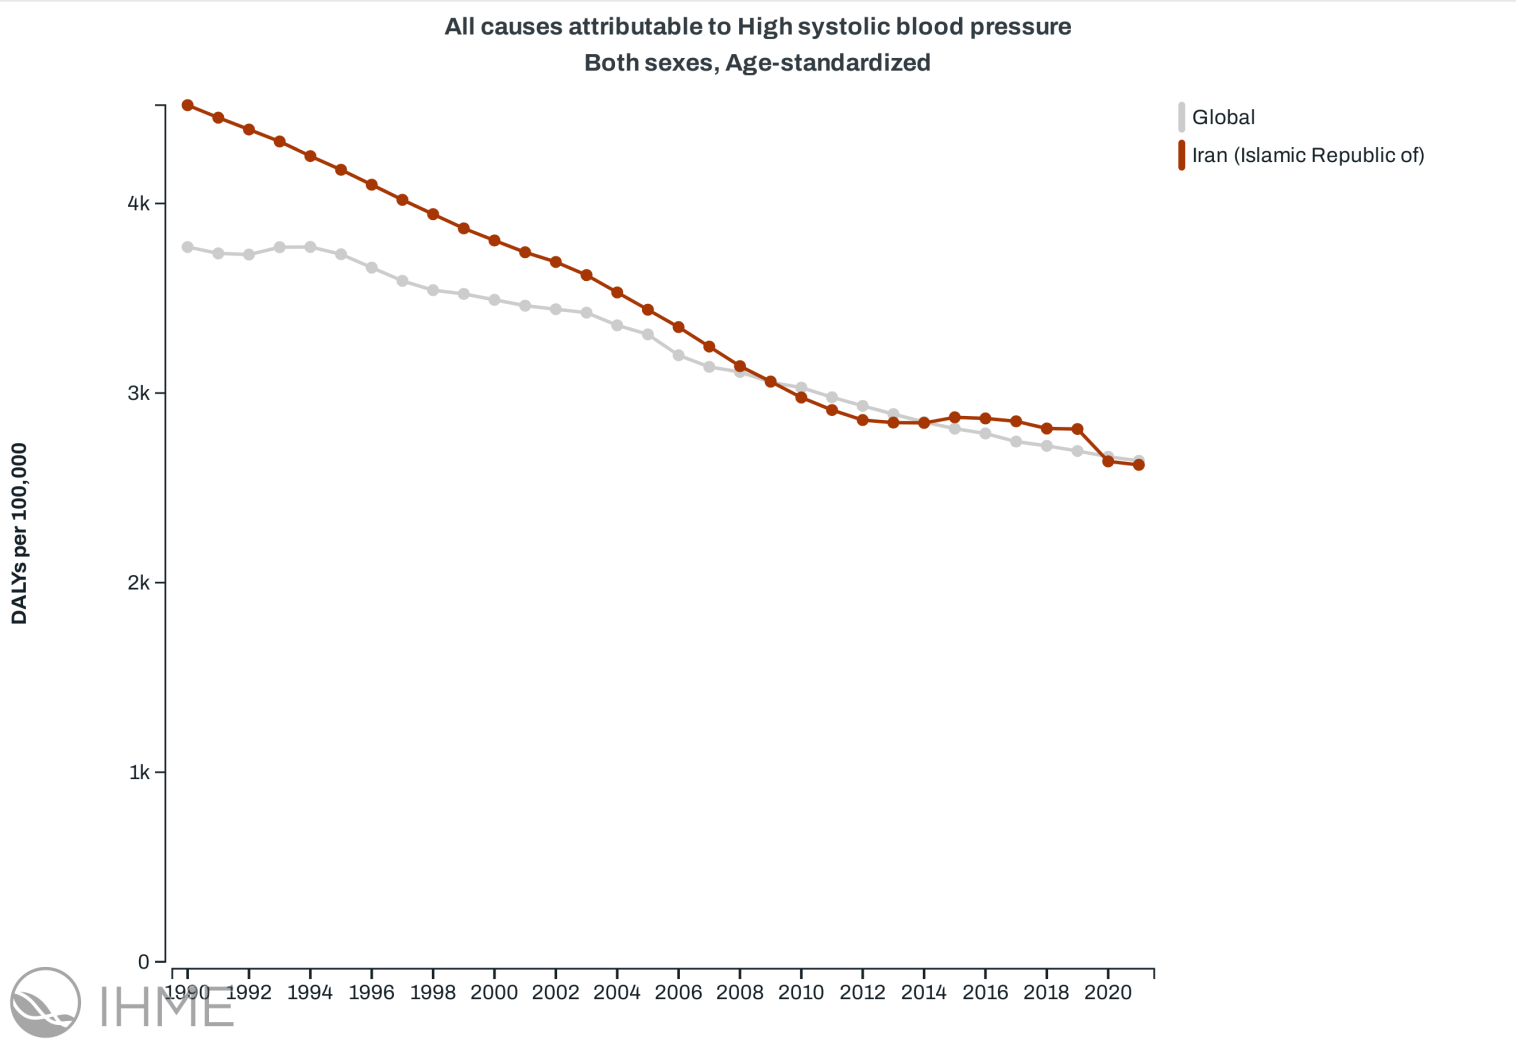 All causes attributable to High systolic blood pressure
Both sexes, Age-standardized
Global
Iran (Islamic Republic of)
4k
3k
2k
1k
0
DALYs per 100,000
1990 1992 1994 1996 1998 2000 2002 2004 2006 2008 2010 2012 2014 2016 2018 2020
IHME